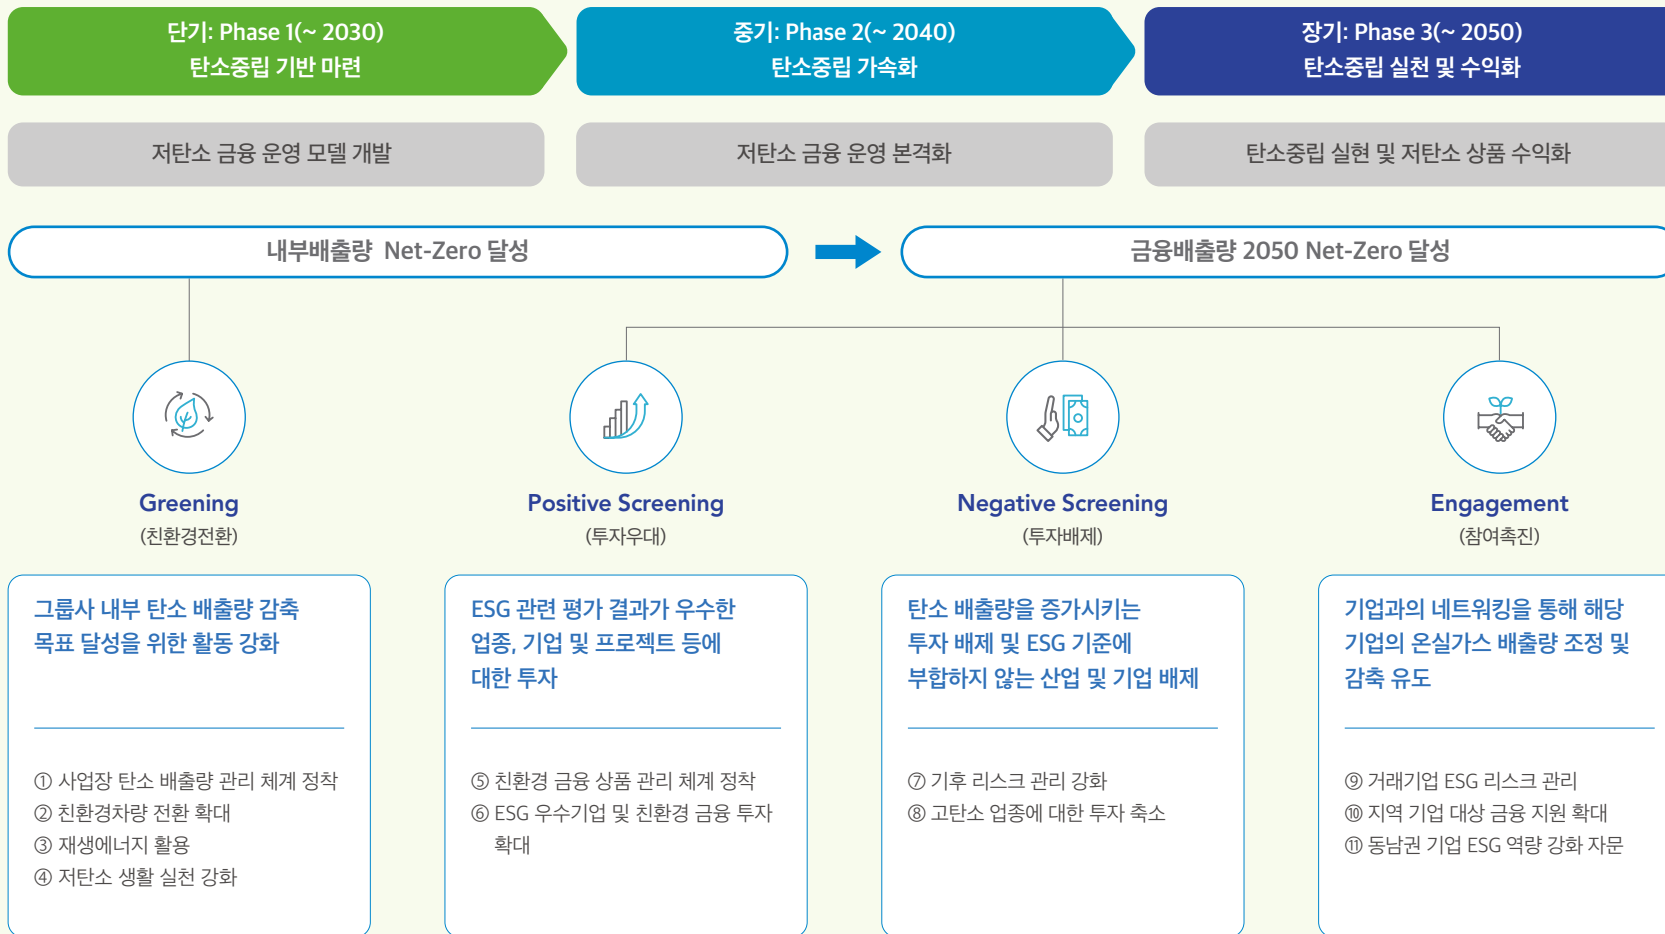 단기: Phase 1(~ 2030)
탄소중립 기반 마련
중기: Phase 2(~ 2040)
탄소중립 가속화
장기: Phase 3(~ 2050)
탄소중립 실천 및 수익화
저탄소 금융 운영 모델 개발
저탄소 금융 운영 본격화
탄소중립 실현 및 저탄소 상품 수익화
내부배출량 Net-Zero 달성
금융배출량 2050 Net-Zero 달성
Greening
(친환경전환)
Positive Screening
(투자우대)
Negative Screening
(투자배제)
Engagement
(참여촉진)
그룹사 내부 탄소 배출량 감축
목표 달성을 위한 활동 강화
① 사업장 탄소 배출량 관리 체계 정착
② 친환경차량 전환 확대
③ 재생에너지 활용
④ 저탄소 생활 실천 강화
ESG 관련 평가 결과가 우수한
업종, 기업 및 프로젝트 등에
대한 투자
⑤ 친환경 금융 상품 관리 체계 정착
⑥ ESG 우수기업 및 친환경 금융 투자
확대
탄소 배출량을 증가시키는
투자 배제 및 ESG 기준에
부합하지 않는 산업 및 기업 배제
⑦ 기후 리스크 관리 강화
⑧ 고탄소 업종에 대한 투자 축소
기업과의 네트워킹을 통해 해당
기업의 온실가스 배출량 조정 및
감축 유도
⑨ 거래기업 ESG 리스크 관리
⑩ 지역 기업 대상 금융 지원 확대
⑪ 동남권 기업 ESG 역량 강화 자문